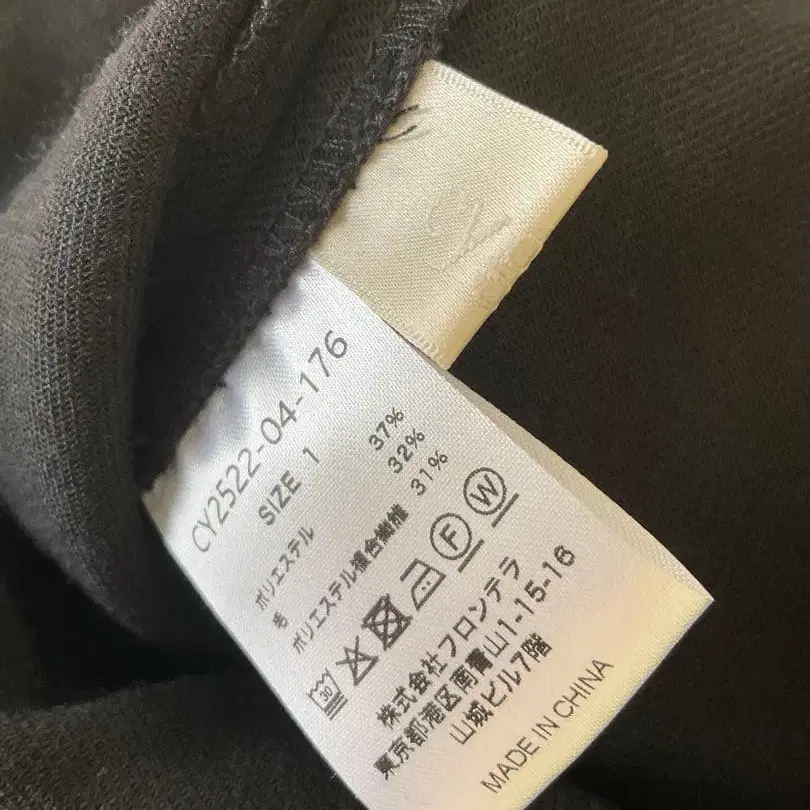 CY2522-04-176
SIZE 1
ポリエステル 37%
毛 32%
ポリエステル複合繊維 31%
30 F W
株式会社フロンテラ
東京都港区南青山1-15-16
山城ビル7階
MADE IN CHINA